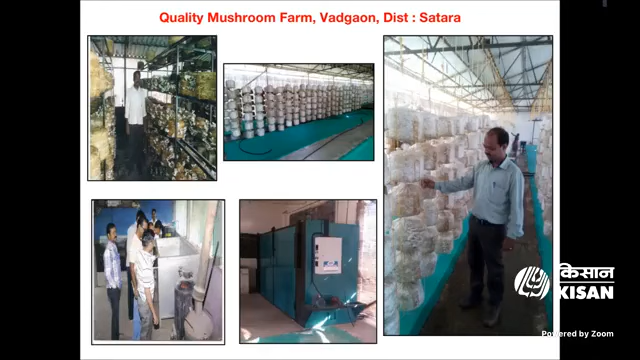 Quality Mushroom Farm, Vadgaon, Dist : Satara
किसान
KISAN
Powered by Zoom